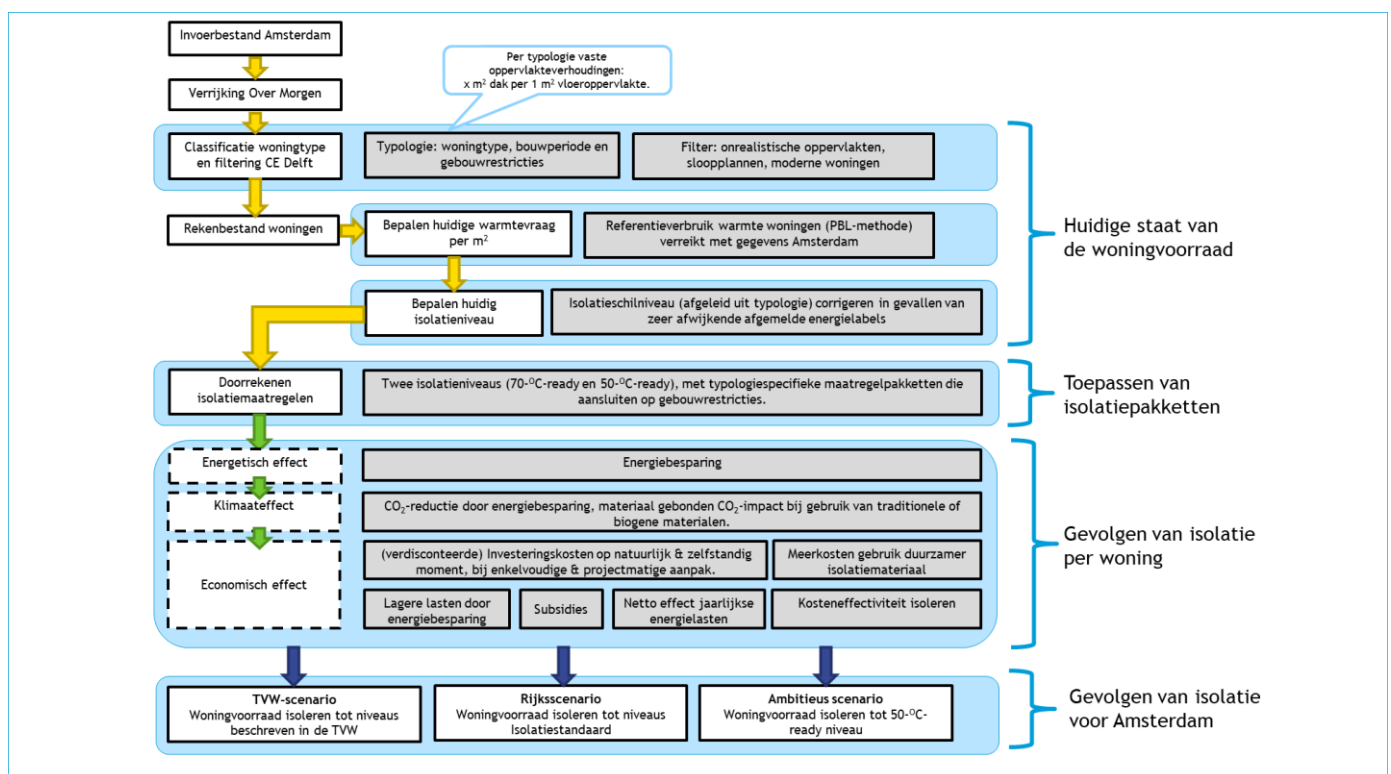 Invoerbestand Amsterdam
Verrijking Over Morgen
Per typologie vaste
oppervlakteverhoudingen:
x m² dak per 1 m² vloeroppervlakte.
Classificatie woningtype
en filtering CE Delft
Typologie: woningtype, bouwperiode en
gebouwrestricties
Filter: onrealistische oppervlakten,
sloopplannen, moderne woningen
Rekenbestand woningen
Bepalen huidige warmtevraag
per m²
Referentieverbruik warmte woningen (PBL-methode)
verreikt met gegevens Amsterdam
Bepalen huidig
isolatieniveau
Isolatieschilniveau (afgeleid uit typologie) corrigeren in gevallen van
zeer afwijkende afgemelde energielabels
Huidige staat van
de woningvoorraad
Doorrekenen
isolatiemaatregelen
Twee isolatieniveaus (70-ᴼC-ready en 50-ᴼC-ready), met typologiespecifieke maatregelpakketten die
aansluiten op gebouwrestricties.
Toepassen van
isolatiepakketten
Energetisch effect
Energiebesparing
Klimaateffect
CO₂-reductie door energiebesparing, materiaal gebonden CO₂-impact bij gebruik van traditionele of
biogene materialen.
Economisch effect
(verdisconteerde) Investeringskosten op natuurlijk & zelfstandig
moment, bij enkelvoudige & projectmatige aanpak.
Meerkosten gebruik duurzamer
isolatiemateriaal
Lagere lasten door
energiebesparing
Subsidies
Netto effect jaarlijkse
energielasten
Kosteneffectiviteit isoleren
Gevolgen van isolatie
per woning
TVW-scenario
Woningvoorraad isoleren tot niveaus
beschreven in de TVW
Rijksscenario
Woningvoorraad isoleren tot niveaus
Isolatiestandaard
Ambitieus scenario
Woningvoorraad isoleren tot 50-ᴼC-
ready niveau
Gevolgen van isolatie
voor Amsterdam